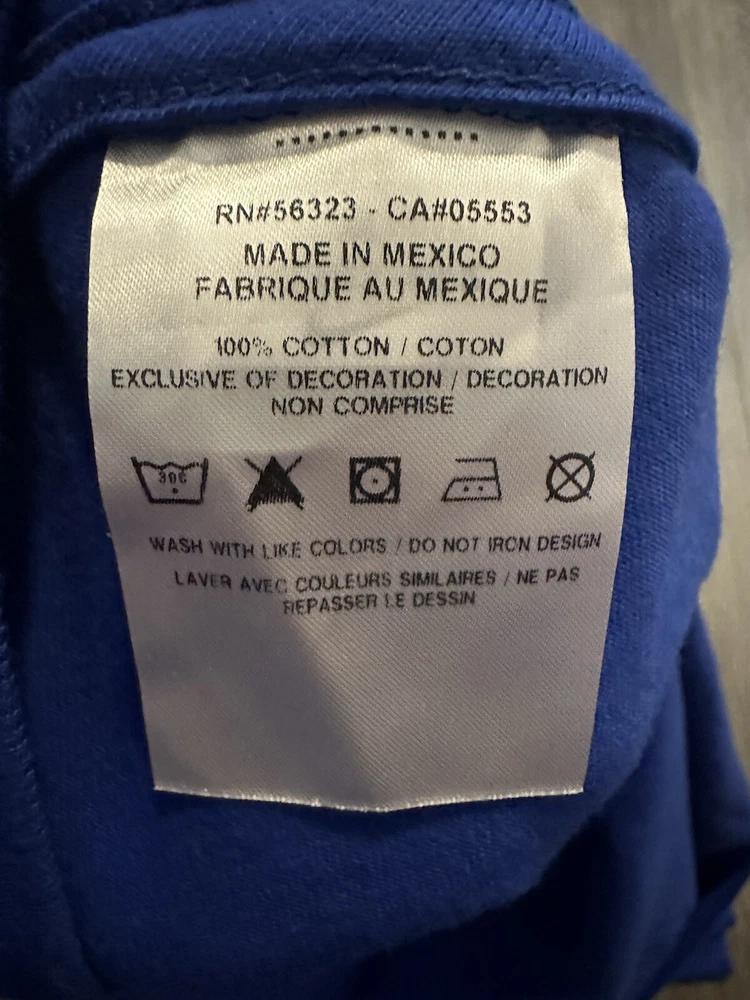 RN#56323 - CA#05553
MADE IN MEXICO
FABRIQUE AU MEXIQUE
100% COTTON / COTON
EXCLUSIVE OF DECORATION / DECORATION
NON COMPRISE
30C
WASH WITH LIKE COLORS / DO NOT IRON DESIGN
LAVER AVEC COULEURS SIMILAIRES / NE PAS
REPASSER LE DESSIN